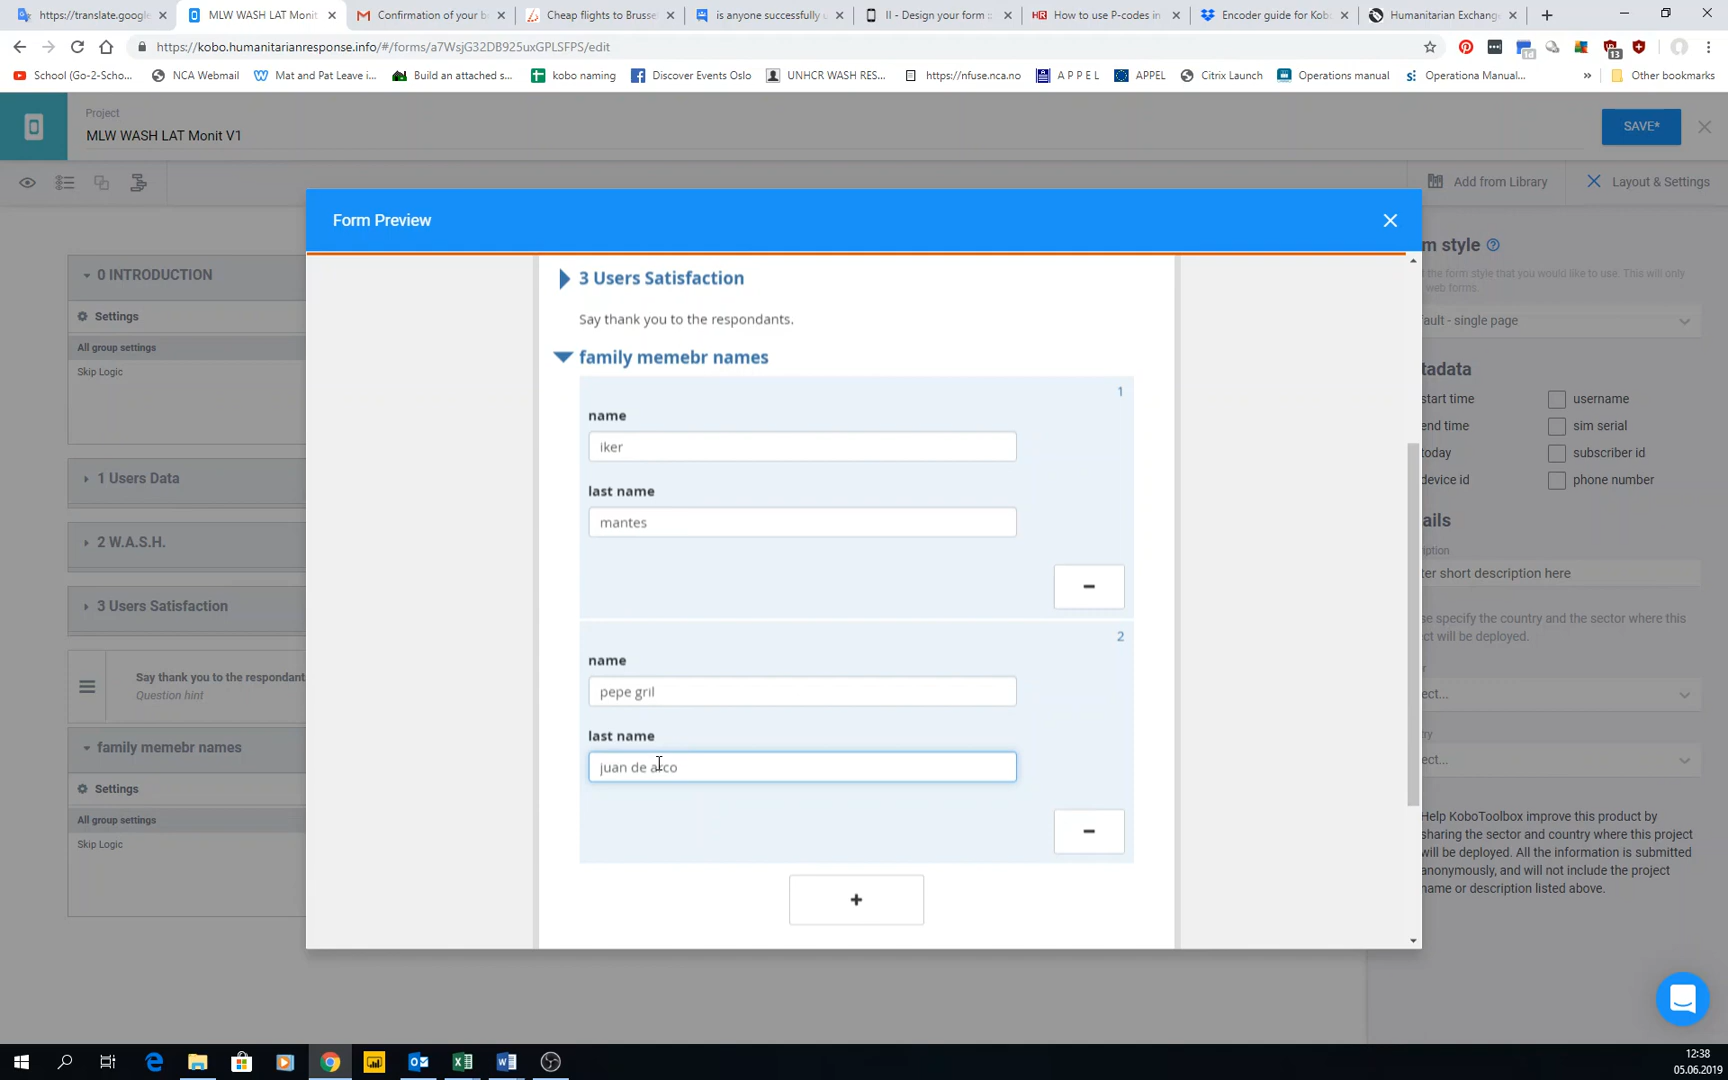 https://translate.google
MLW WASH LAT Monit
Confirmation of your b
Cheap flights to Brusse
is anyone successfully u
II - Design your form
How to use P-codes in
Encoder guide for Kobo
Humanitarian Exchange
https://kobo.humanitarianresponse.info/#/forms/a7WsjG32DB925uxGPLSFPS/edit
1d
13
School (Go-2-Scho...
NCA Webmail
Mat and Pat Leave i...
Build an attached s...
kobo naming
Discover Events Oslo
UNHCR WASH RES...
https://nfuse.nca.no
A P P E L
APPEL
Citrix Launch
Operations manual
Operationa Manual...
»
Other bookmarks
Project
MLW WASH LAT Monit V1
SAVE*
Add from Library
Layout & Settings
Form Preview
m style
the form style that you would like to use. This will only
web forms.
ault - single page
tadata
start time
username
end time
sim serial
today
subscriber id
device id
phone number
ails
iption
ter short description here
se specify the country and the sector where this
ct will be deployed.
ect...
ect...
Help KoboToolbox improve this product by
sharing the sector and country where this project
will be deployed. All the information is submitted
anonymously, and will not include the project
name or description listed above.
0 INTRODUCTION
Settings
All group settings
Skip Logic
1 Users Data
2 W.A.S.H.
3 Users Satisfaction
Say thank you to the respondant
Question hint
family memebr names
Settings
All group settings
Skip Logic
3 Users Satisfaction
Say thank you to the respondants.
family memebr names
1
name
iker
last name
mantes
-
2
name
pepe gril
last name
juan de arco
-
+
12:38
05.06.2019